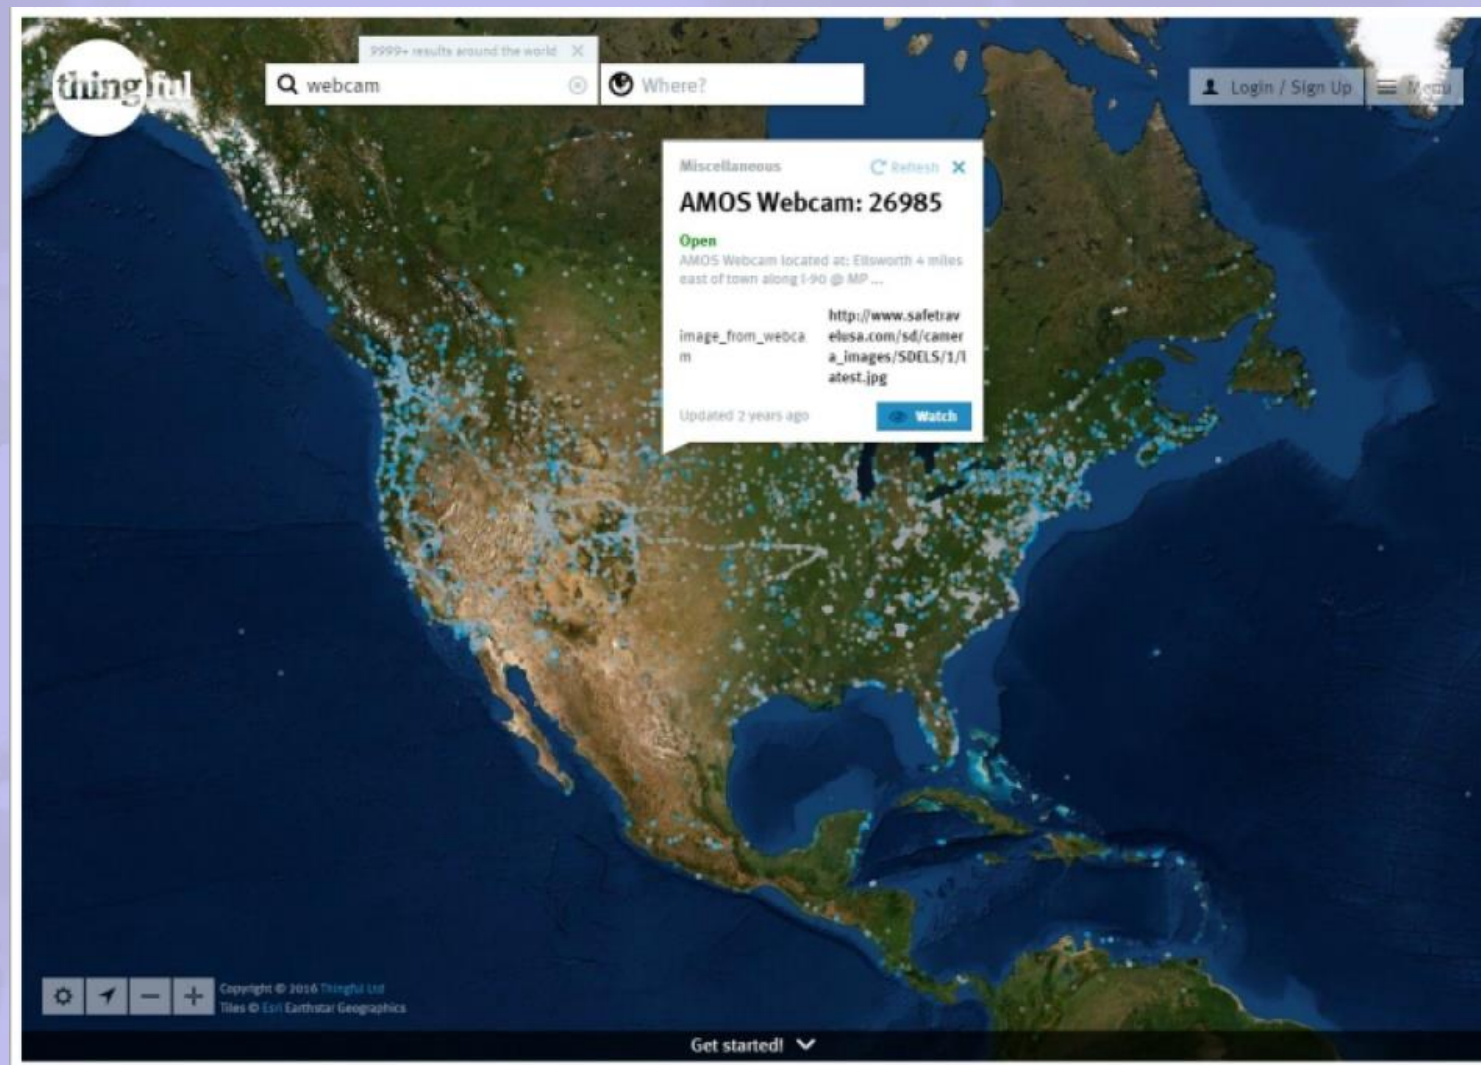 thingful
9999+ results around the world
webcam
Where?
Login / Sign Up
Menu
Miscellaneous
Refresh
AMOS Webcam: 26985
Open
AMOS Webcam located at: Ellsworth 4 miles
east of town along I-90 @ MP ...
image_from_webca
m
http://www.safetrav
elusa.com/sd/camer
a_images/SDELS/1/l
atest.jpg
Updated 2 years ago
Watch
Copyright © 2016 Thingful Ltd
Tiles © Esri Earthstar Geographics
Get started!